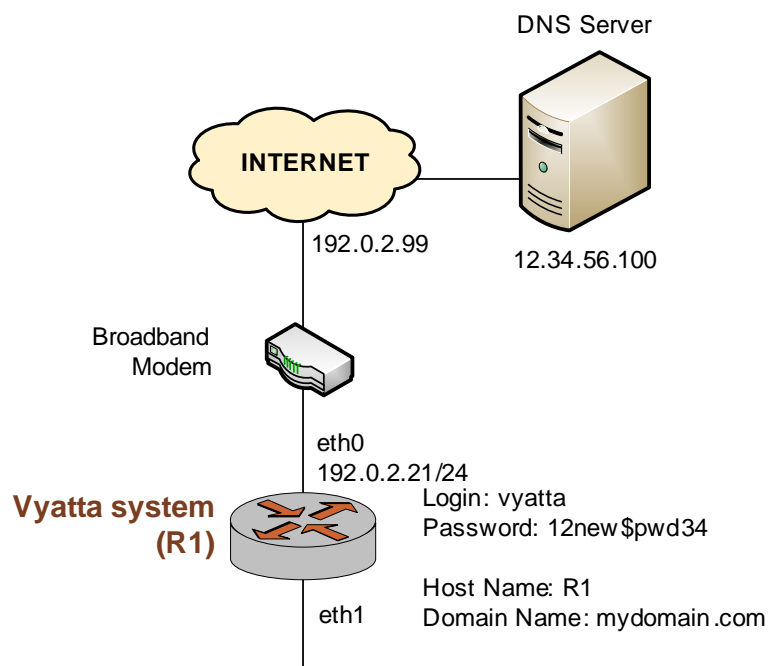 DNS Server
INTERNET
192.0.2.99
12.34.56.100
Broadband
Modem
eth0
192.0.2.21/24
Vyatta system
(R1)
Login: vyatta
Password: 12new$pwd34
Host Name: R1
Domain Name: mydomain.com
eth1